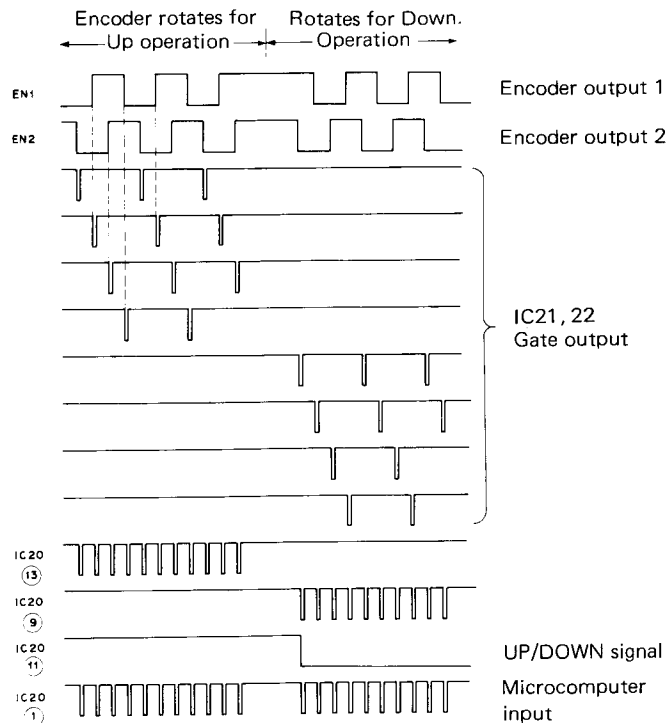 Encoder rotates for
Up operation
Rotates for Down.
Operation
EN1
Encoder output 1
EN2
Encoder output 2
IC21, 22
Gate output
IC20
13
IC20
9
IC20
11
UP/DOWN signal
IC20
1
Microcomputer
input